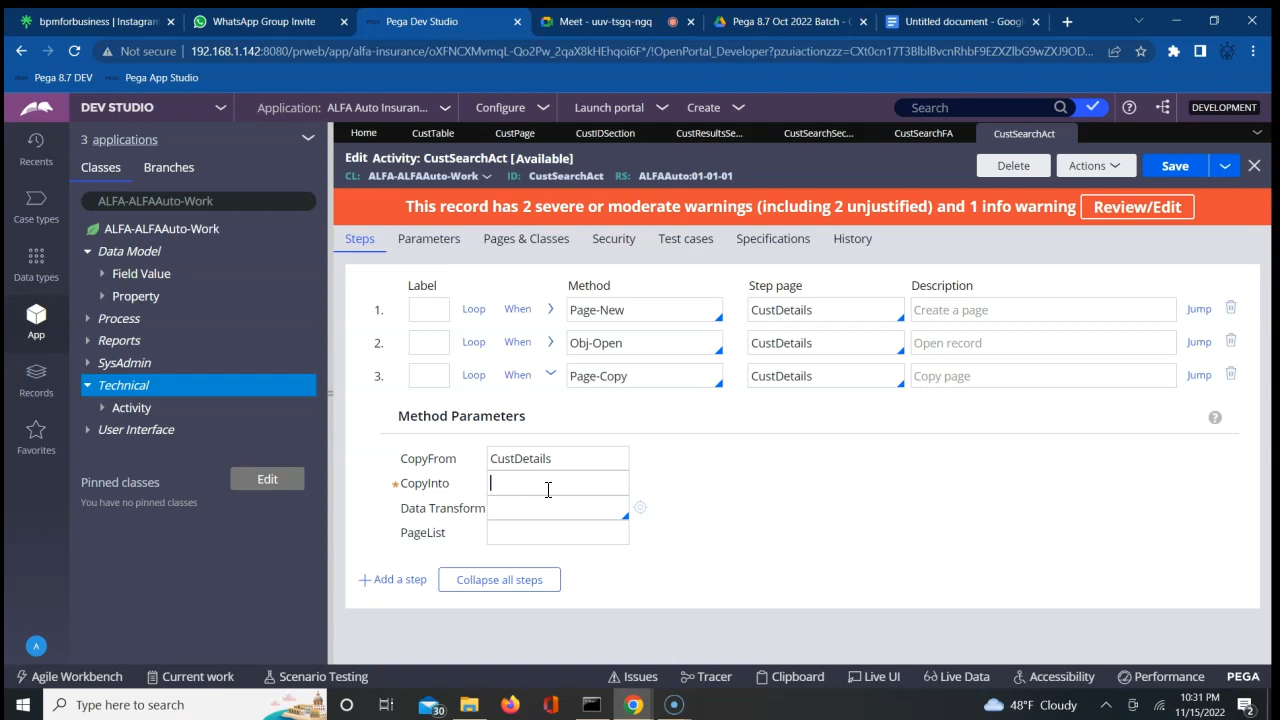 bpmforbusiness | Instagram
WhatsApp Group Invite
Pega Dev Studio
Meet - uuv-tsgq-nqq
Pega 8.7 Oct 2022 Batch -
Untitled document - Google
Not secure | 192.168.1.142:8080/prweb/app/alfa-insurance/
Pega 8.7 DEV
Pega App Studio
DEV STUDIO
Application: ALFA Auto Insuran...
Configure
Launch portal
Create
Search
DEVELOPMENT
Recents
Case types
Data types
App
Records
Favorites
A
3 applications
Classes
Branches
ALFA-ALFAAuto-Work
ALFA-ALFAAuto-Work
Data Model
Field Value
Property
Process
Reports
SysAdmin
Technical
Activity
User Interface
Pinned classes
Edit
You have no pinned classes
Home
CustTable
CustPage
CustIDSection
CustResultsSe...
CustSearchSec...
CustSearchFA
CustSearchAct
Edit Activity: CustSearchAct [Available]
CL: ALFA-ALFAAuto-Work ID: CustSearchAct RS: ALFAAuto:01-01-01
Delete
Actions
Save
This record has 2 severe or moderate warnings (including 2 unjustified) and 1 info warning Review/Edit
Steps
Parameters
Pages & Classes
Security
Test cases
Specifications
History
Label Method Step page Description
1. Loop When Page-New CustDetails Create a page Jump
2. Loop When Obj-Open CustDetails Open record Jump
3. Loop When Page-Copy CustDetails Copy page Jump
Method Parameters
CopyFrom CustDetails
* CopyInto
Data Transform
PageList
+ Add a step
Collapse all steps
Agile Workbench
Current work
Scenario Testing
Issues
Tracer
Clipboard
Live UI
Live Data
Accessibility
Performance
PEGA
Type here to search
30
48°F Cloudy
10:31 PM
11/15/2022
2